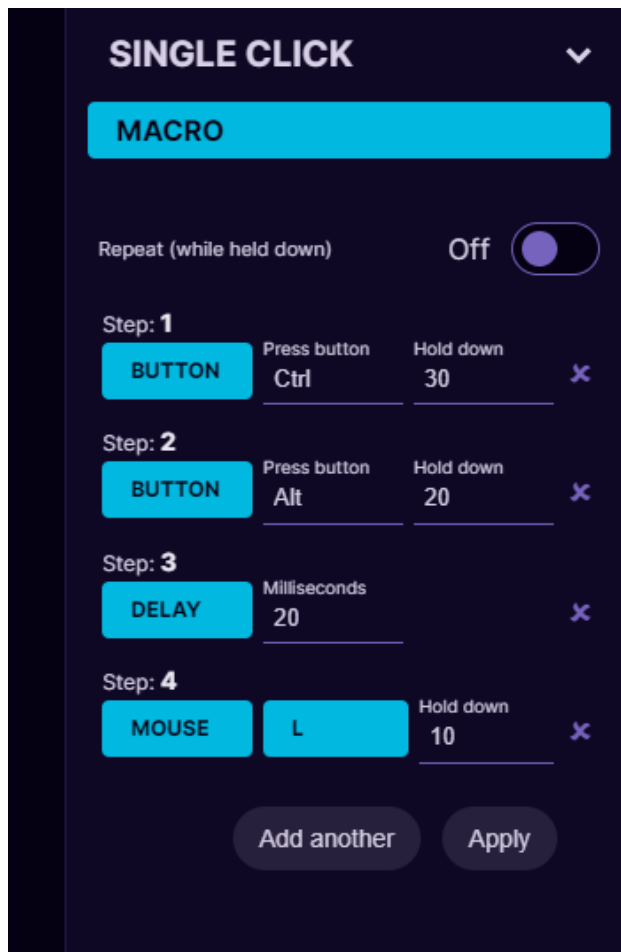 SINGLE CLICK
MACRO
Repeat (while held down) Off
Step: 1
Press button Hold down
BUTTON Ctrl 30
Step: 2
Press button Hold down
BUTTON Alt 20
Step: 3
Milliseconds
DELAY 20
Step: 4
Hold down
MOUSE L 10
Add another Apply